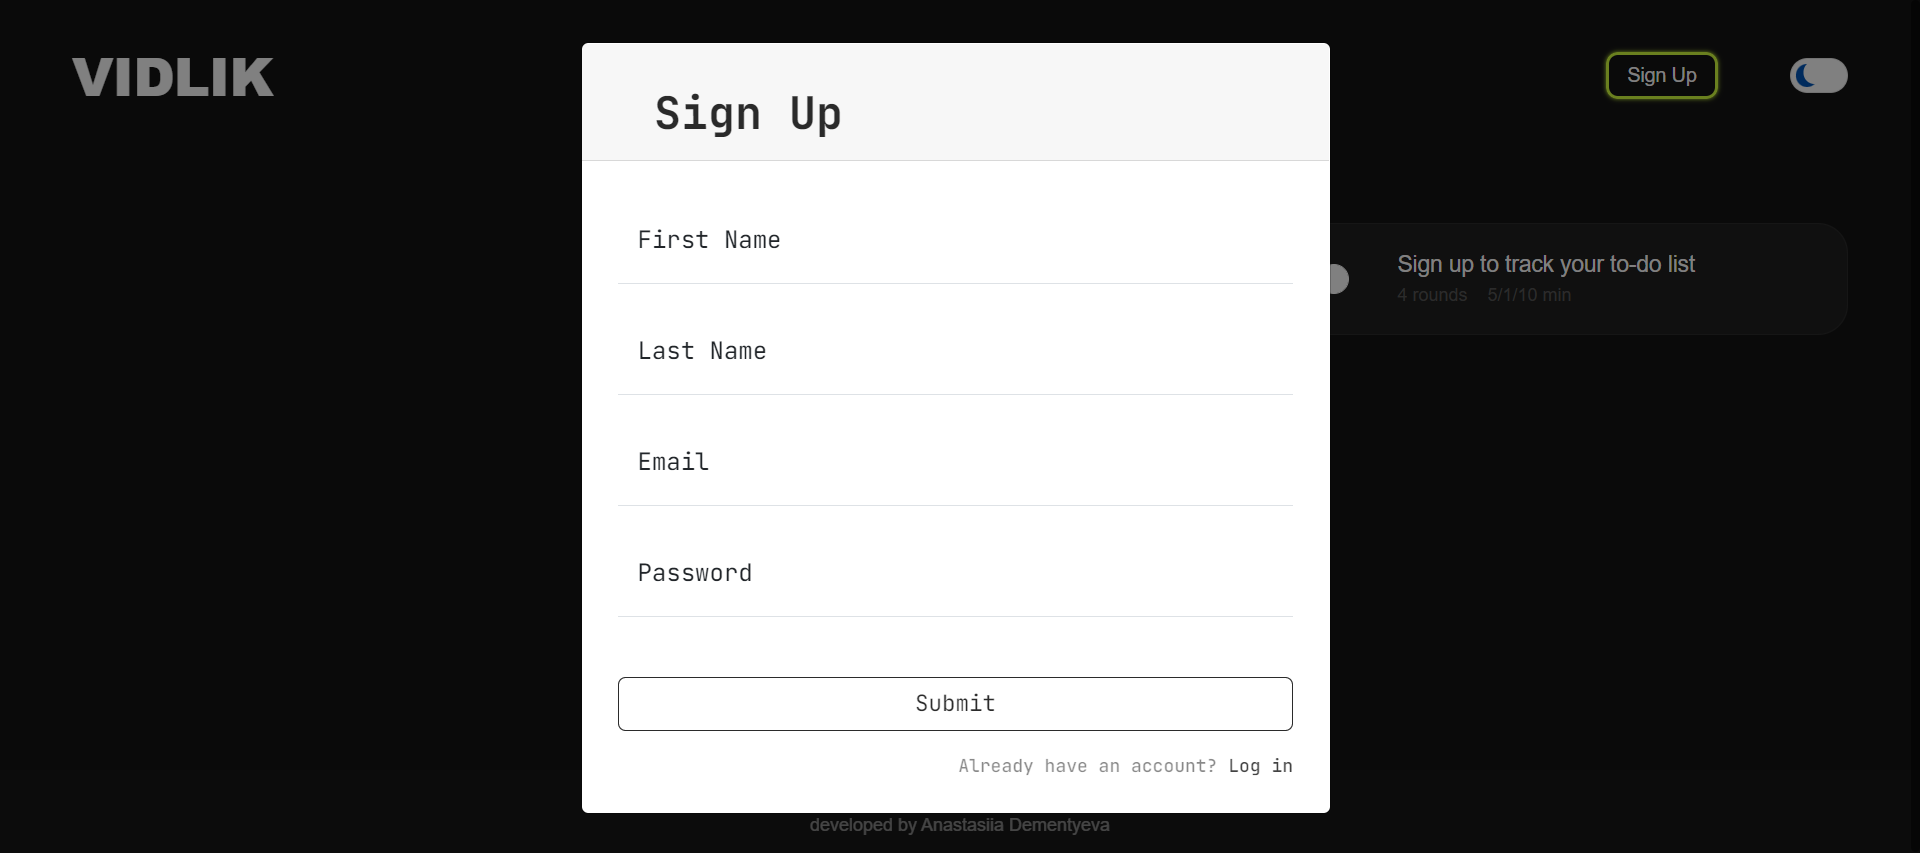 VIDLIK
Sign Up
Sign Up
First Name
Last Name
Email
Password
Submit
Already have an account? Log in
Sign up to track your to-do list
4 rounds 5/1/10 min
developed by Anastasiia Dementyeva